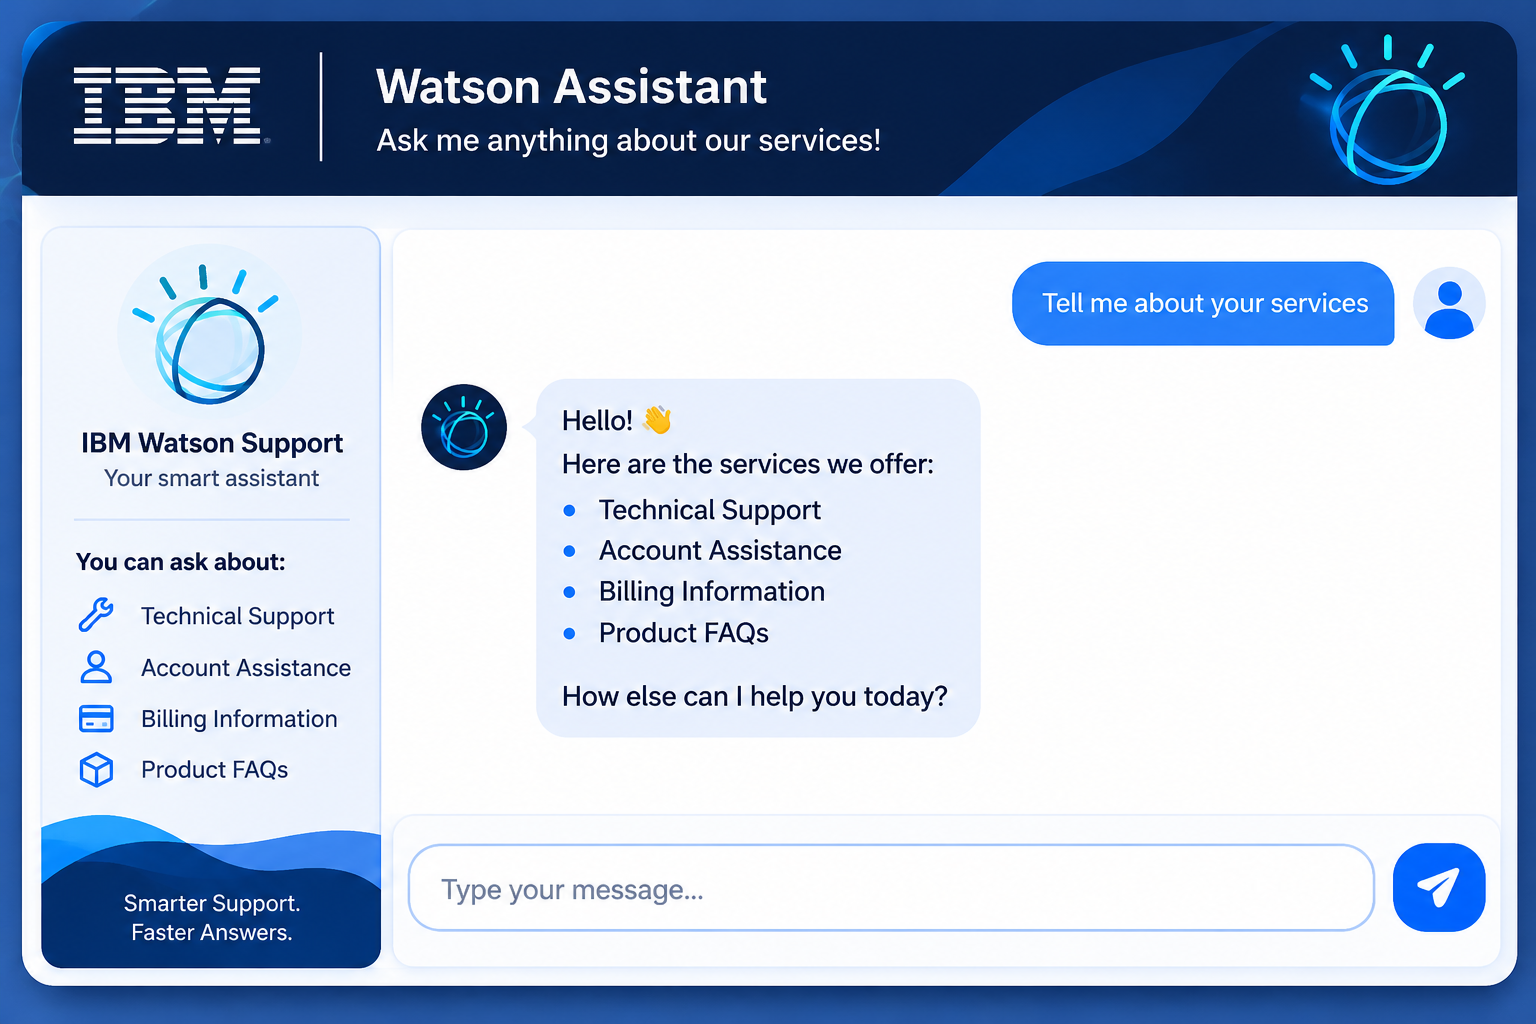 IBM
Watson Assistant
Ask me anything about our services!
IBM Watson Support
Your smart assistant
You can ask about:
Technical Support
Account Assistance
Billing Information
Product FAQs
Smarter Support.
Faster Answers.
Tell me about your services
Hello! 👋
Here are the services we offer:
• Technical Support
• Account Assistance
• Billing Information
• Product FAQs
How else can I help you today?
Type your message...